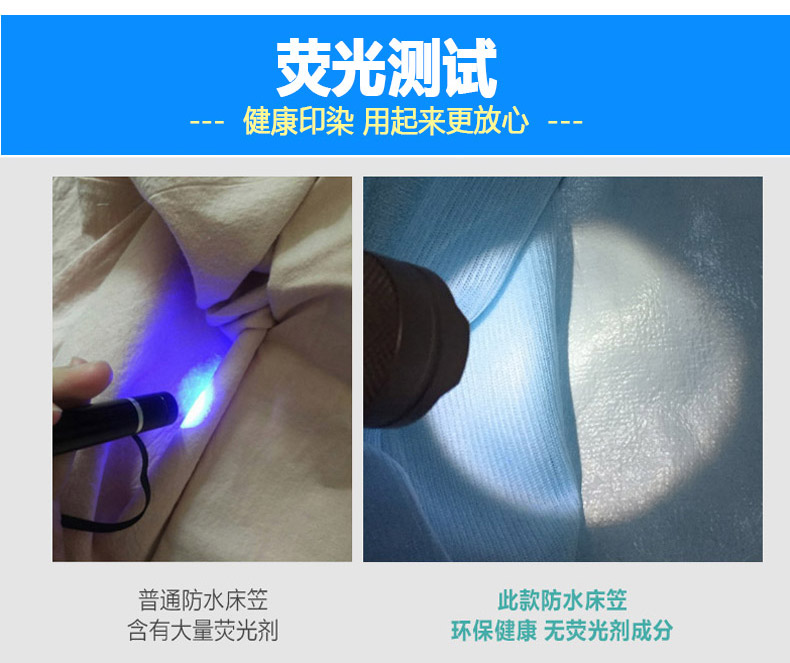 荧光测试
--- 健康印染 用起来更放心 ---
普通防水床笠
含有大量荧光剂
此款防水床笠
环保健康 无荧光剂成分